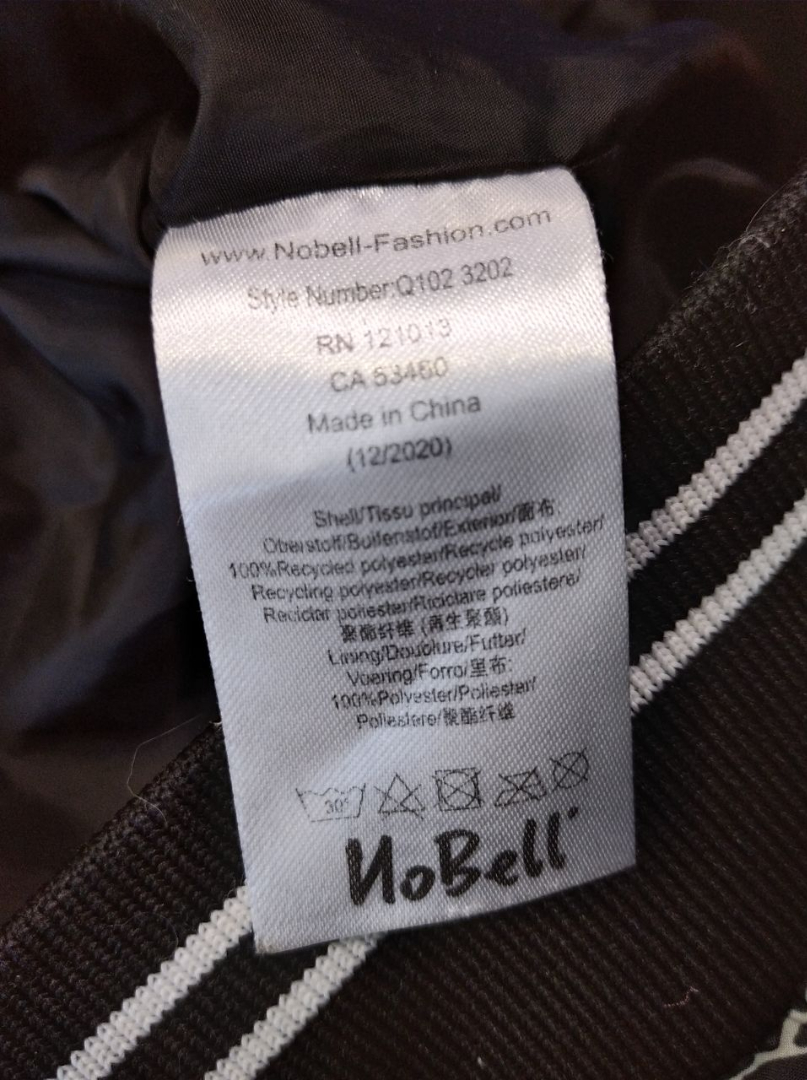 www.Nobell-Fashion.com
Style Number:Q102 3202
RN 121013
CA 53460
Made in China
(12/2020)
Shell/Tissu principal/
Oberstoff/Buitenstof/Exterior/面布
100%Recycled polyester/Recycle polyester/
Recycling polyester/Recycler polyester/
Reciclar poliester/Riciclare poliestere/
聚酯纤维 (再生聚酯)
Lining/Doublure/Futter/
Voering/Forro/里布:
100%Polyester/Poliester/
Poliestere/聚酯纤维
30°
NoBell